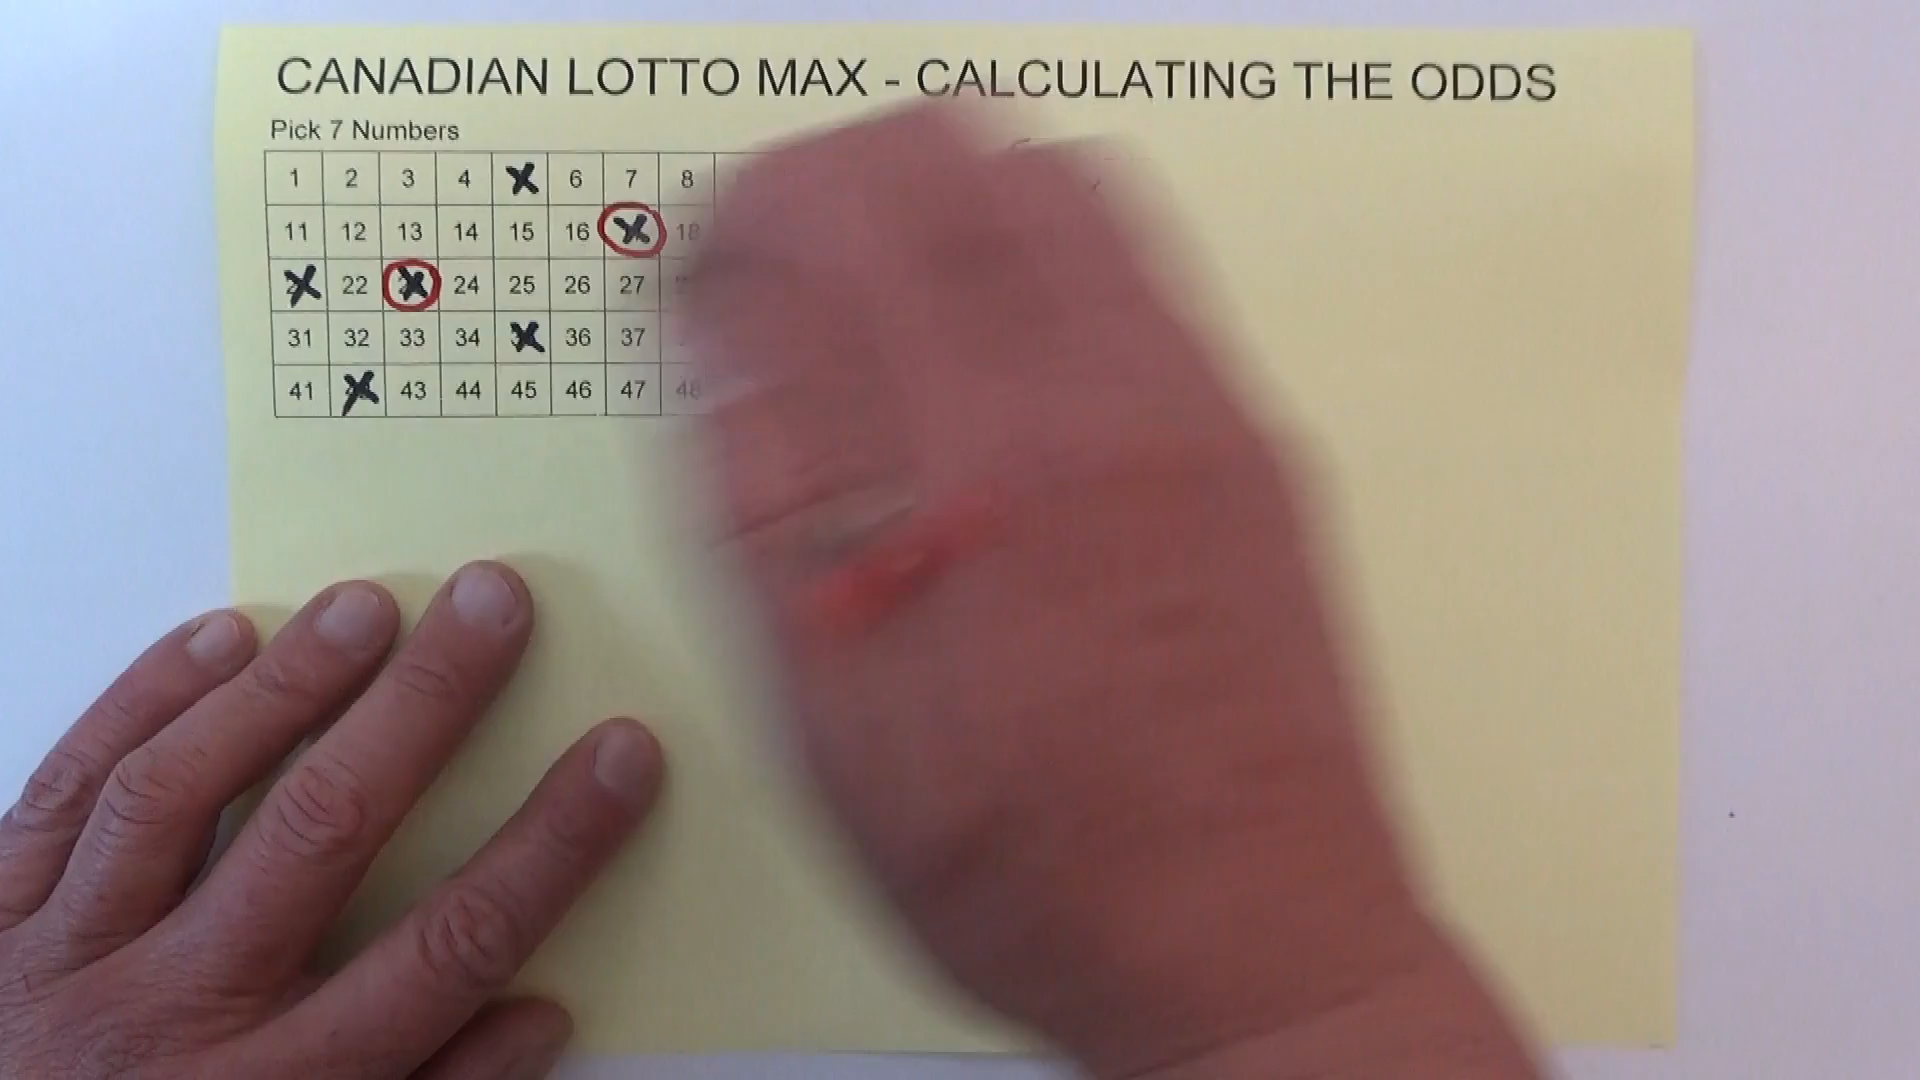 CANADIAN LOTTO MAX - CALCULATING THE ODDS
Pick 7 Numbers
1 2 3 4 6 7 8
11 12 13 14 15 16 18
22 24 25 26 27
31 32 33 34 36 37
41 43 44 45 46 47 48